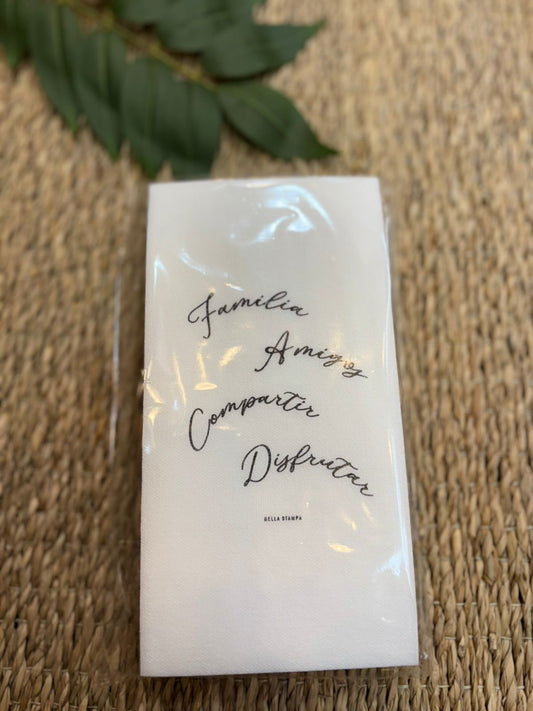 Familia
Amigos
Compartir
Disfrutar
BELLA STAMPA